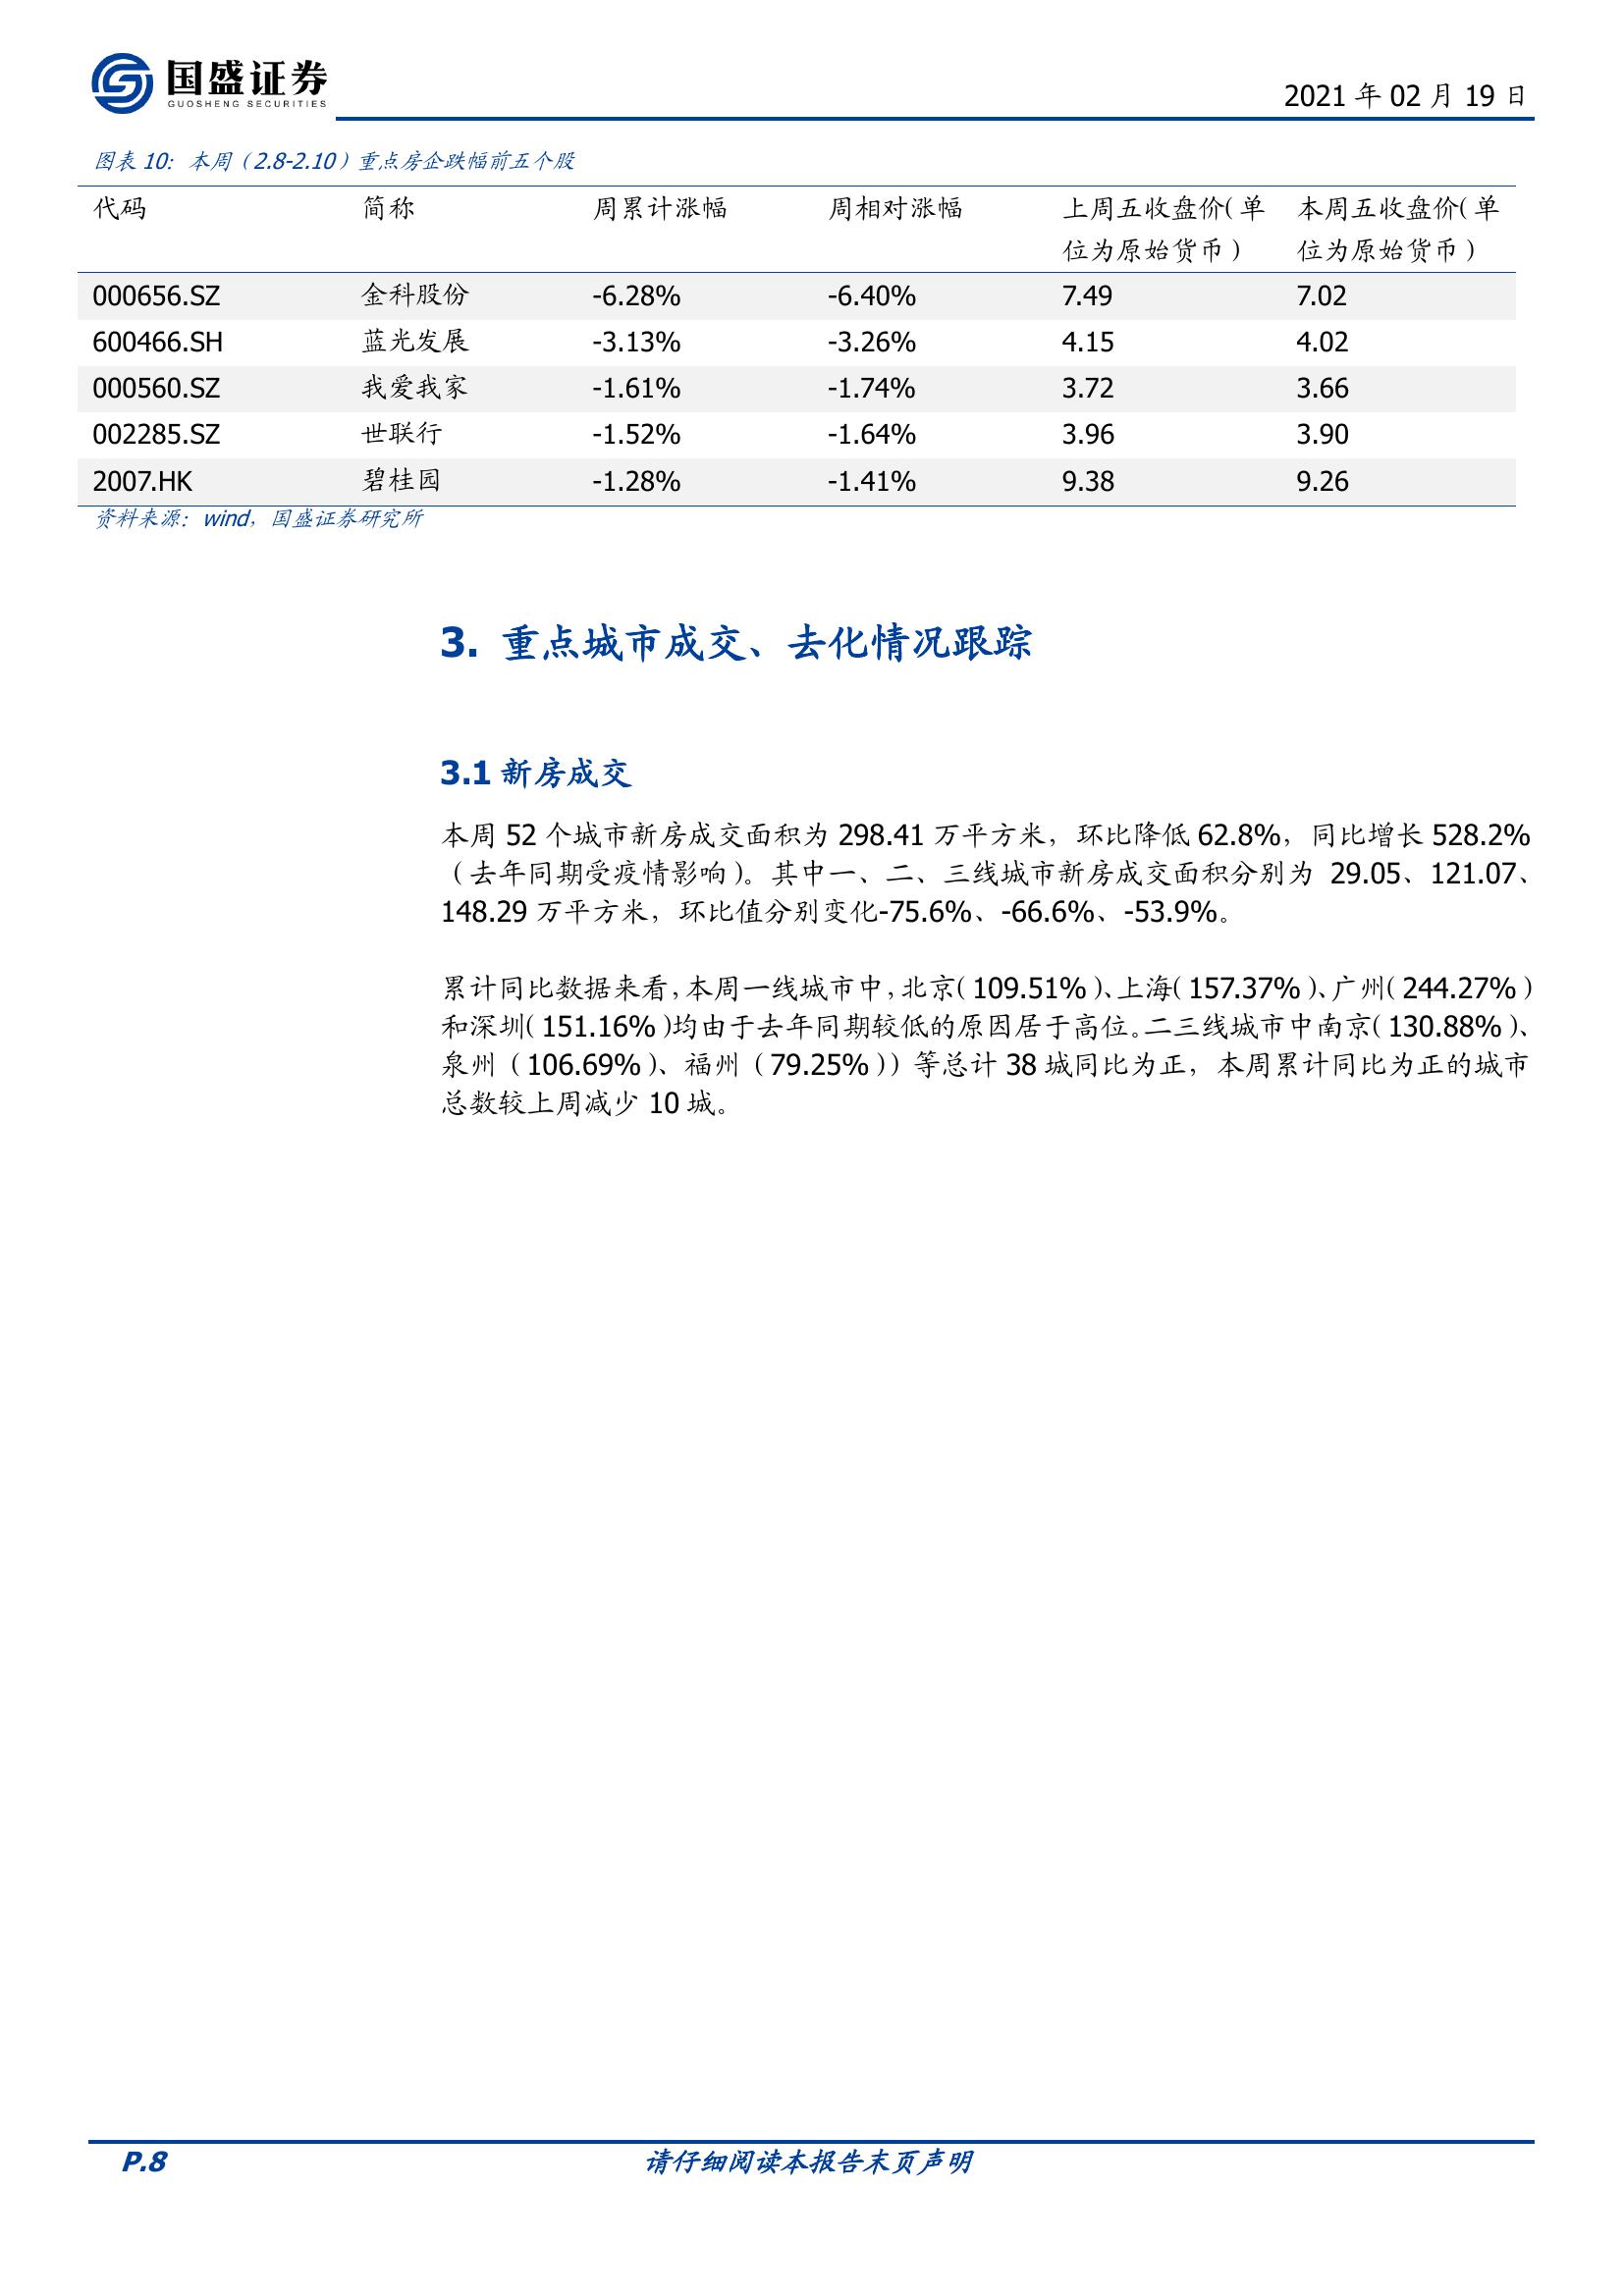 国盛证券
GUOSHENG SECURITIES
2021 年 02 月 19 日
图表 10：本周（2.8-2.10）重点房企跌幅前五个股
代码 简称 周累计涨幅 周相对涨幅 上周五收盘价（单位为原始货币） 本周五收盘价（单位为原始货币）
000656.SZ 金科股份 -6.28% -6.40% 7.49 7.02
600466.SH 蓝光发展 -3.13% -3.26% 4.15 4.02
000560.SZ 我爱我家 -1.61% -1.74% 3.72 3.66
002285.SZ 世联行 -1.52% -1.64% 3.96 3.90
2007.HK 碧桂园 -1.28% -1.41% 9.38 9.26
资料来源：wind，国盛证券研究所
3. 重点城市成交、去化情况跟踪
3.1 新房成交
本周 52 个城市新房成交面积为 298.41 万平方米，环比降低 62.8%，同比增长 528.2%
（去年同期受疫情影响）。其中一、二、三线城市新房成交面积分别为 29.05、121.07、
148.29 万平方米，环比值分别变化-75.6%、-66.6%、-53.9%。
累计同比数据来看，本周一线城市中，北京（109.51%）、上海（157.37%）、广州（244.27%）
和深圳（151.16%）均由于去年同期较低的原因居于高位。二三线城市中南京（130.88%）、
泉州（106.69%）、福州（79.25%））等总计 38 城同比为正，本周累计同比为正的城市
总数较上周减少 10 城。
P.8 请仔细阅读本报告末页声明